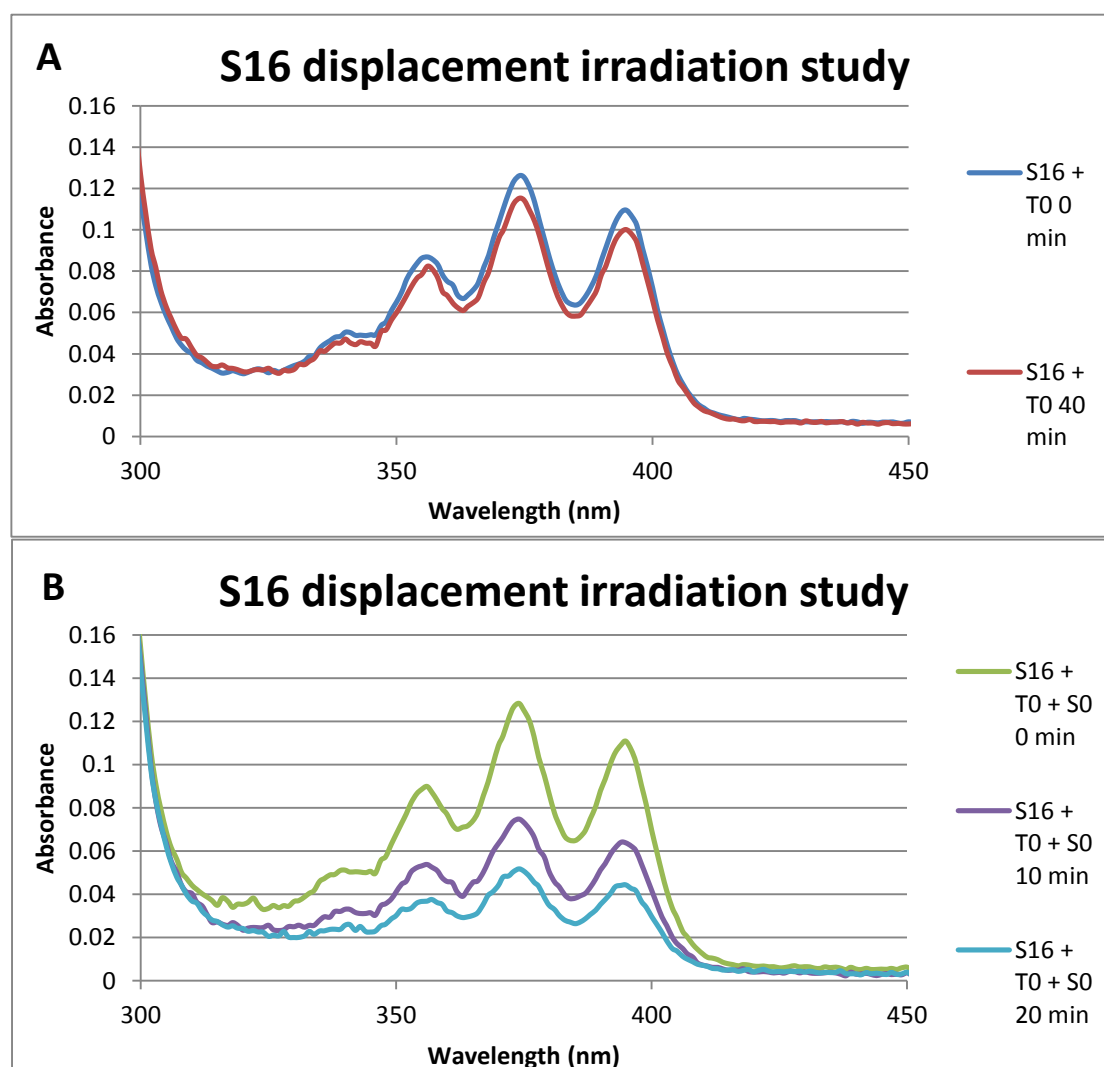 A
S16 displacement irradiation study
0.16
0.14
0.12
0.1
0.08
0.06
0.04
0.02
0
Absorbance
300
350
400
450
Wavelength (nm)
S16 +
T0 0
min
S16 +
T0 40
min
B
S16 displacement irradiation study
0.16
0.14
0.12
0.1
0.08
0.06
0.04
0.02
0
Absorbance
300
350
400
450
Wavelength (nm)
S16 +
T0 + S0
0 min
S16 +
T0 + S0
10 min
S16 +
T0 + S0
20 min